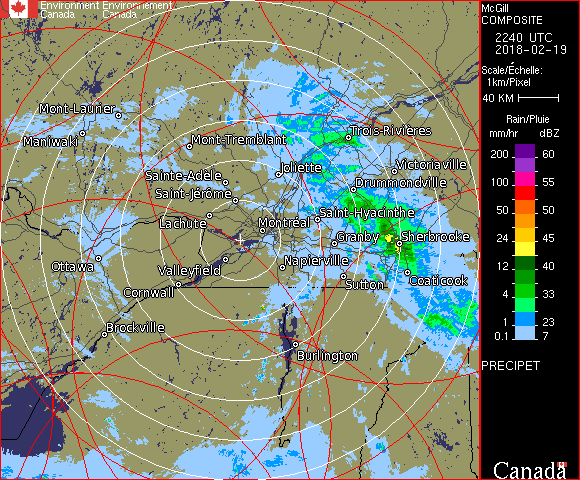 Environment Environnement
Canada Canada
McGill
COMPOSITE
2240 UTC
2018-02-19
Scale/Échelle:
1km/Pixel
40 KM
Rain/Pluie
mm/hr dBZ
200 60
100 55
50 50
24 45
12 40
8 35
4 33
1 23
0.1 7
PRECIPET
Canada
Mont-Laurier
Maniwaki
Mont-Tremblant
Trois-Rivières
Joliette
Victoriaville
Sainte-Adèle
Drummondville
Saint-Jérôme
Saint-Hyacinthe
Lachute
Montréal
Granby
Sherbrooke
Ottawa
Valleyfield
Napierville
Coaticook
Sutton
Cornwall
Brockville
Burlington